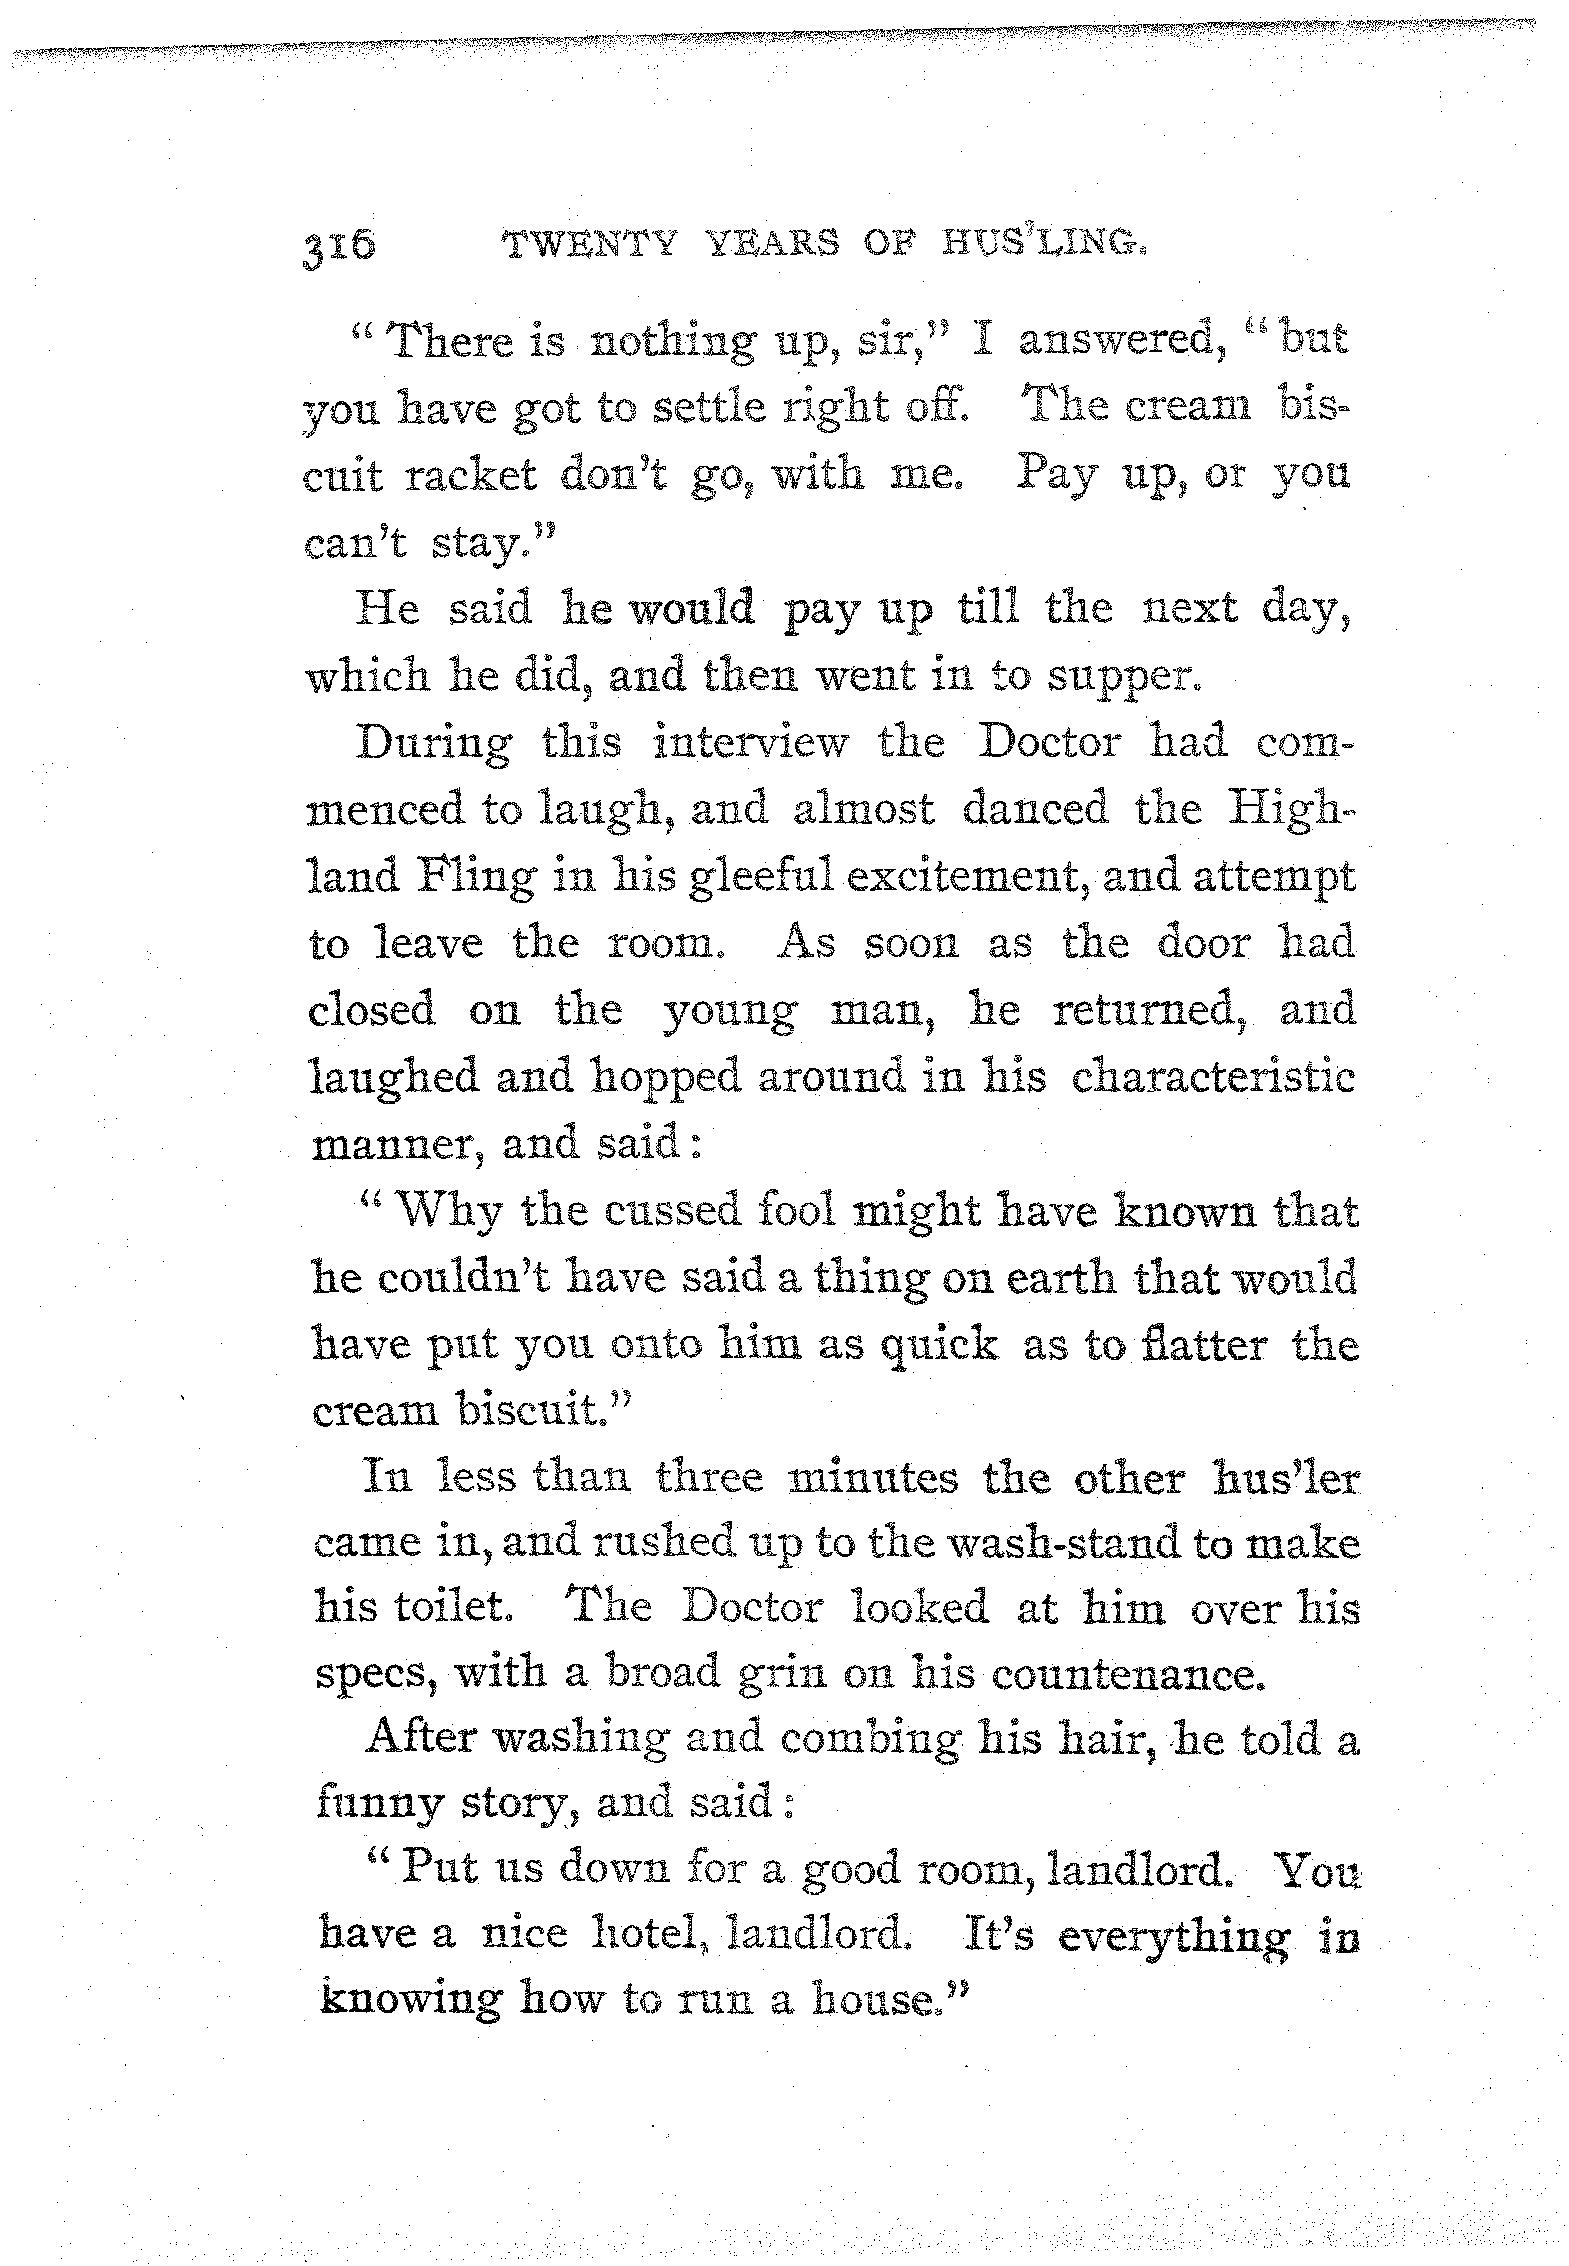 316 TWENTY YEARS OF HUS'LING.
“ There is nothing up, sir,” I answered, “ but
you have got to settle right off. The cream bis-
cuit racket don't go, with me. Pay up, or you
can't stay.”
He said he would pay up till the next day,
which he did, and then went in to supper.
During this interview the Doctor had com-
menced to laugh, and almost danced the High-
land Fling in his gleeful excitement, and attempt
to leave the room. As soon as the door had
closed on the young man, he returned, and
laughed and hopped around in his characteristic
manner, and said :
“ Why the cussed fool might have known that
he couldn't have said a thing on earth that would
have put you onto him as quick as to flatter the
cream biscuit.”
In less than three minutes the other hus'ler
came in, and rushed up to the wash-stand to make
his toilet. The Doctor looked at him over his
specs, with a broad grin on his countenance.
After washing and combing his hair, he told a
funny story, and said :
“ Put us down for a good room, landlord. You
have a nice hotel, landlord. It's everything in
knowing how to run a house.”